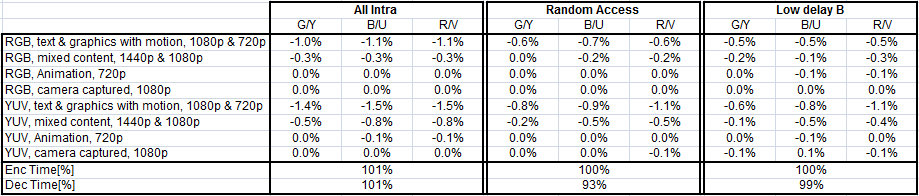 All Intra Random Access Low delay B
G/Y B/U R/V G/Y B/U R/V G/Y B/U R/V
RGB, text & graphics with motion, 1080p & 720p -1.0% -1.1% -1.1% -0.6% -0.7% -0.6% -0.5% -0.5% -0.5%
RGB, mixed content, 1440p & 1080p -0.3% -0.3% -0.3% 0.0% -0.2% -0.2% -0.2% -0.1% -0.3%
RGB, Animation, 720p 0.0% 0.0% 0.0% 0.0% 0.0% 0.0% 0.0% -0.1% -0.1%
RGB, camera captured, 1080p 0.0% 0.0% 0.0% 0.0% 0.0% 0.0% 0.0% 0.0% 0.0%
YUV, text & graphics with motion, 1080p & 720p -1.4% -1.5% -1.5% -0.8% -0.9% -1.1% -0.6% -0.8% -1.1%
YUV, mixed content, 1440p & 1080p -0.5% -0.8% -0.8% -0.2% -0.5% -0.5% -0.1% -0.5% -0.4%
YUV, Animation, 720p 0.0% -0.1% -0.1% 0.0% 0.0% 0.0% 0.0% -0.1% 0.0%
YUV, camera captured, 1080p 0.0% 0.0% 0.0% 0.0% 0.0% -0.1% -0.1% 0.1% -0.1%
Enc Time[%] 101% 100% 100%
Dec Time[%] 101% 93% 99%